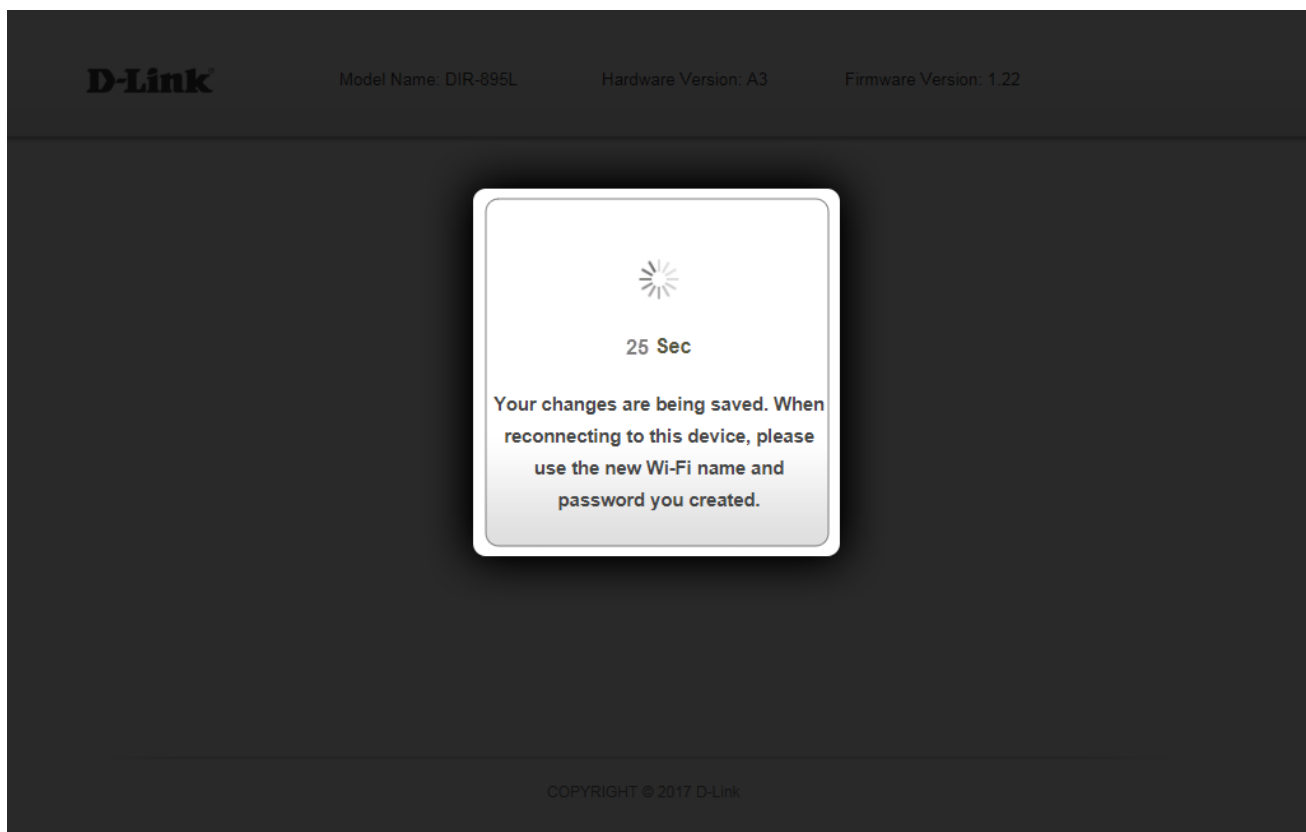 D-Link
Model Name: DIR-895L Hardware Version: A3 Firmware Version: 1.22
25 Sec
Your changes are being saved. When
reconnecting to this device, please
use the new Wi-Fi name and
password you created.
COPYRIGHT © 2017 D-Link